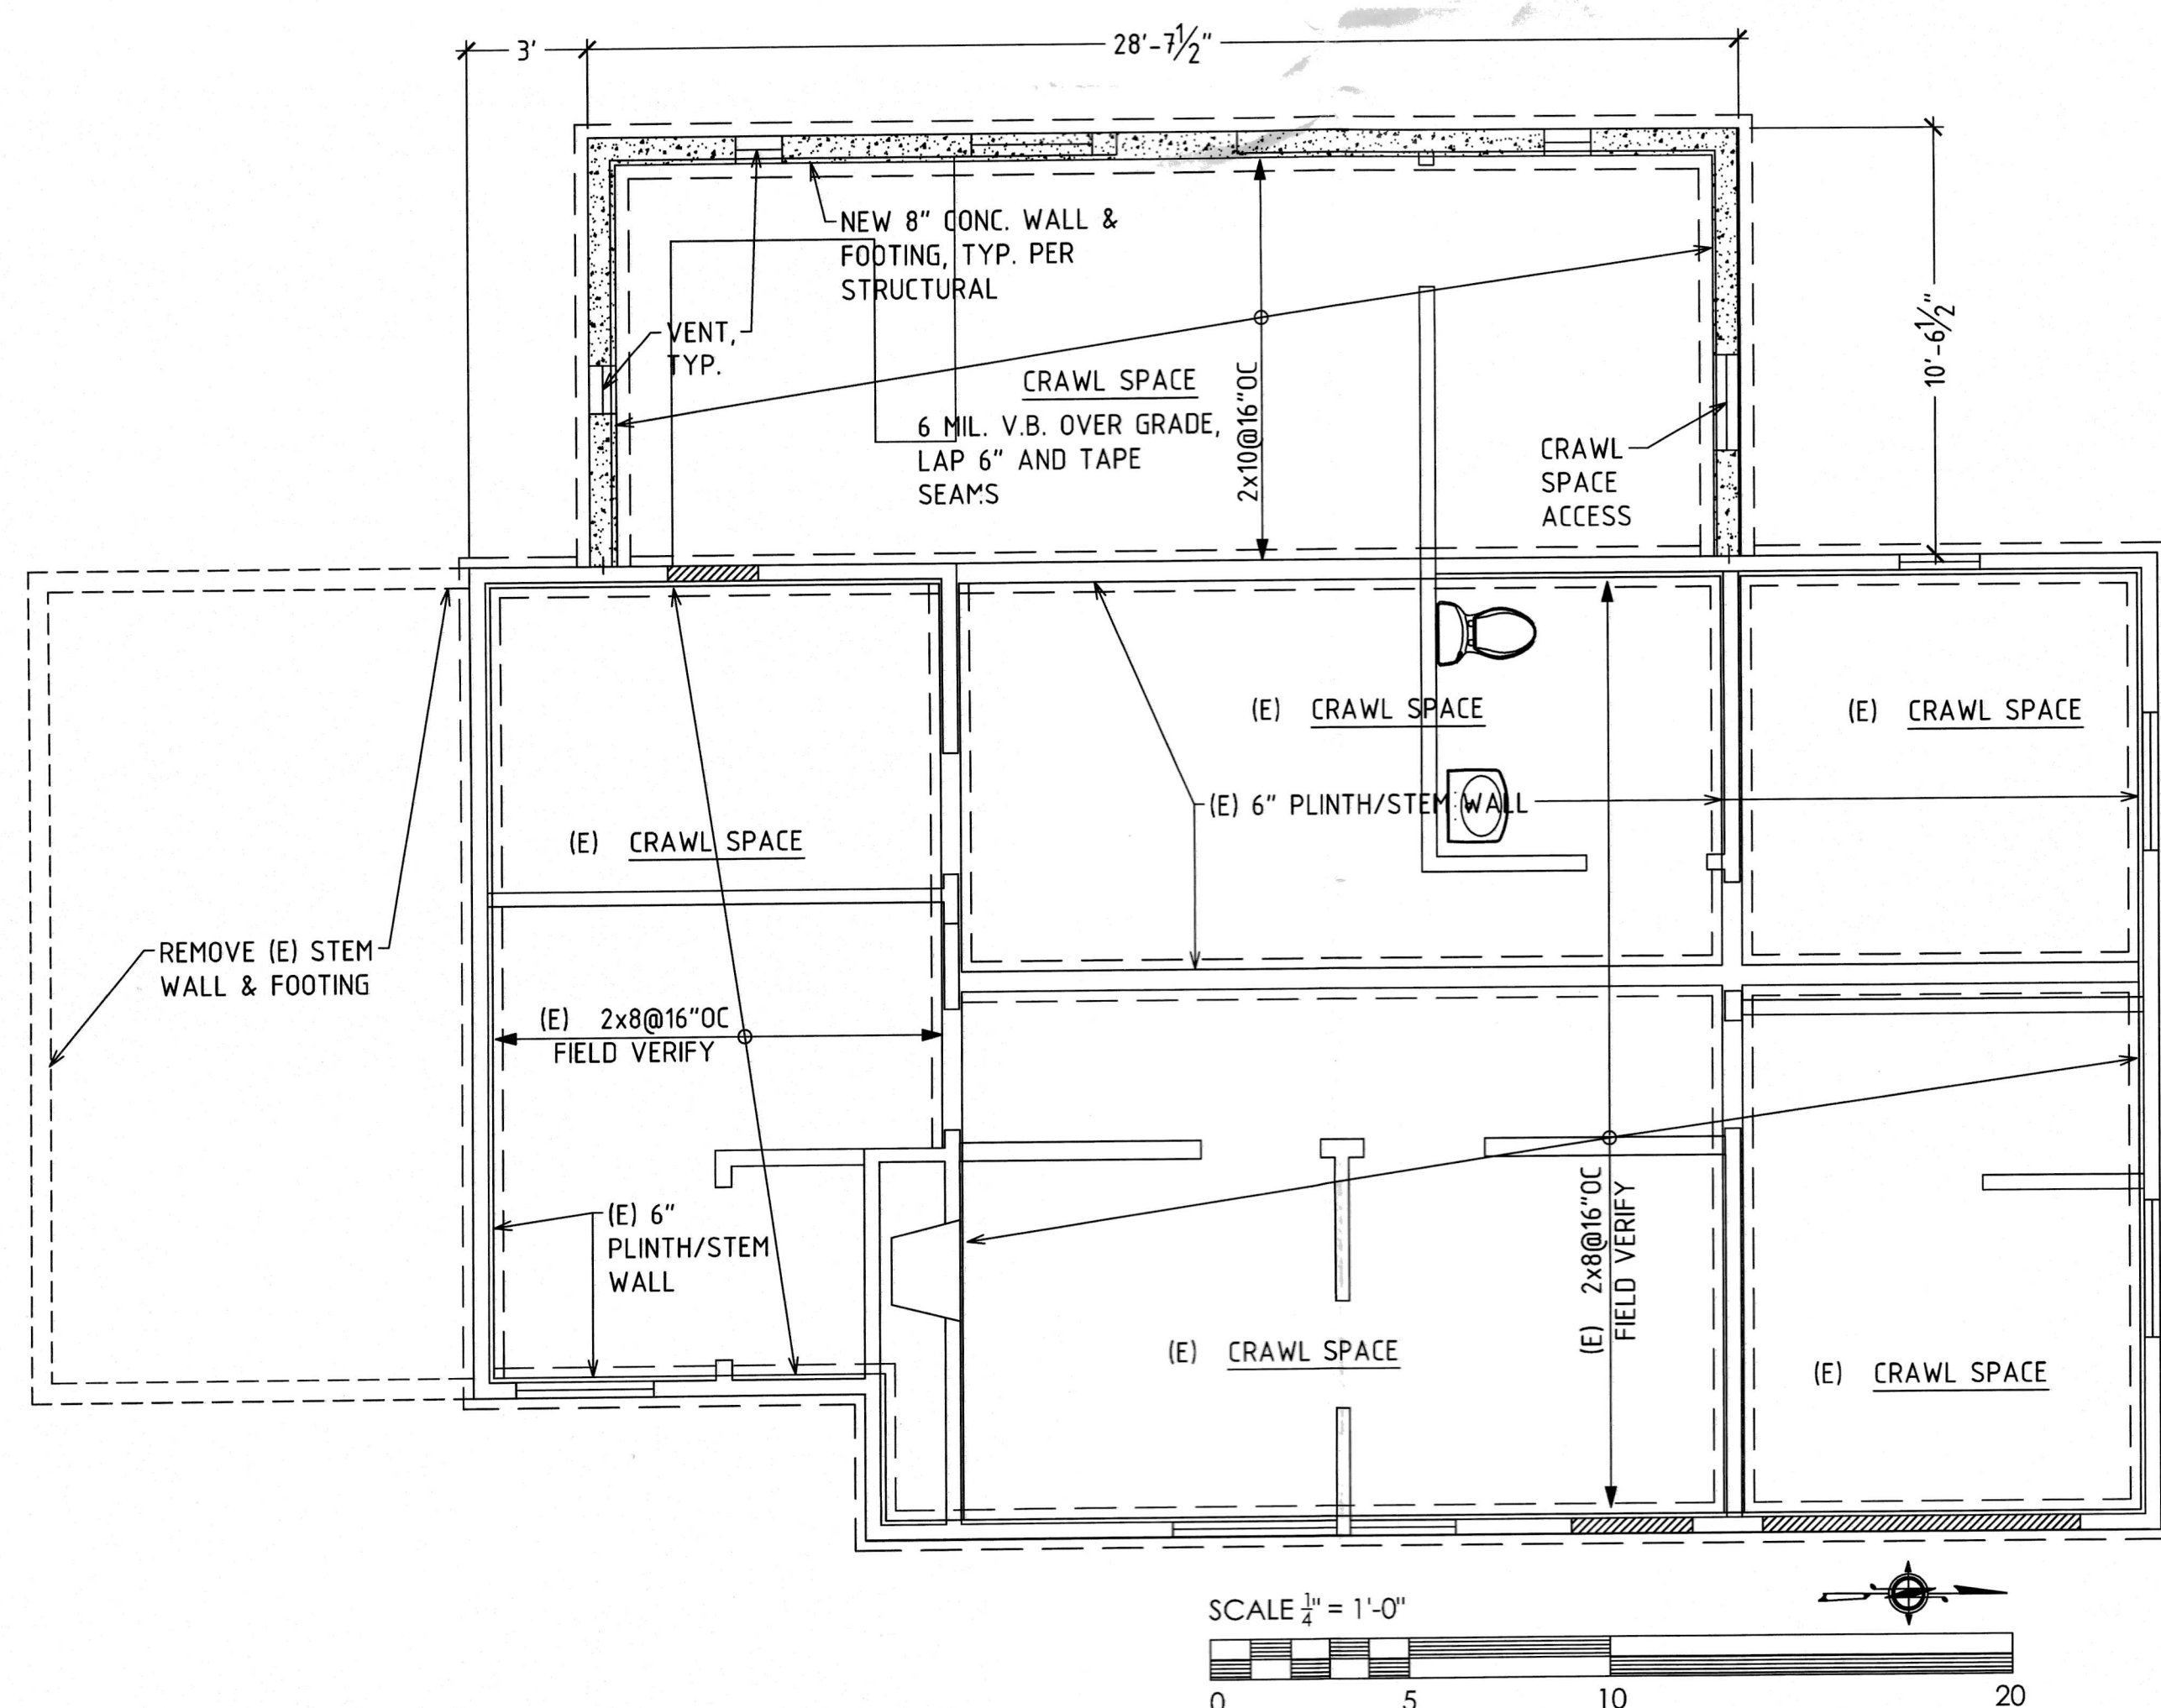 3'
28'-7½"
NEW 8" CONC. WALL &
FOOTING, TYP. PER
STRUCTURAL
VENT,
TYP.
10'-6½"
CRAWL SPACE
6 MIL. V.B. OVER GRADE,
LAP 6" AND TAPE
SEAMS
2x10@16"OC
CRAWL
SPACE
ACCESS
(E) CRAWL SPACE
(E) CRAWL SPACE
(E) 6" PLINTH/STEM WALL
(E) CRAWL SPACE
REMOVE (E) STEM
WALL & FOOTING
(E) 2x8@16"OC
FIELD VERIFY
(E) 6"
PLINTH/STEM
WALL
(E) 2x8@16"OC
FIELD VERIFY
(E) CRAWL SPACE
(E) CRAWL SPACE
SCALE ¼" = 1'-0"
0 5 10 20